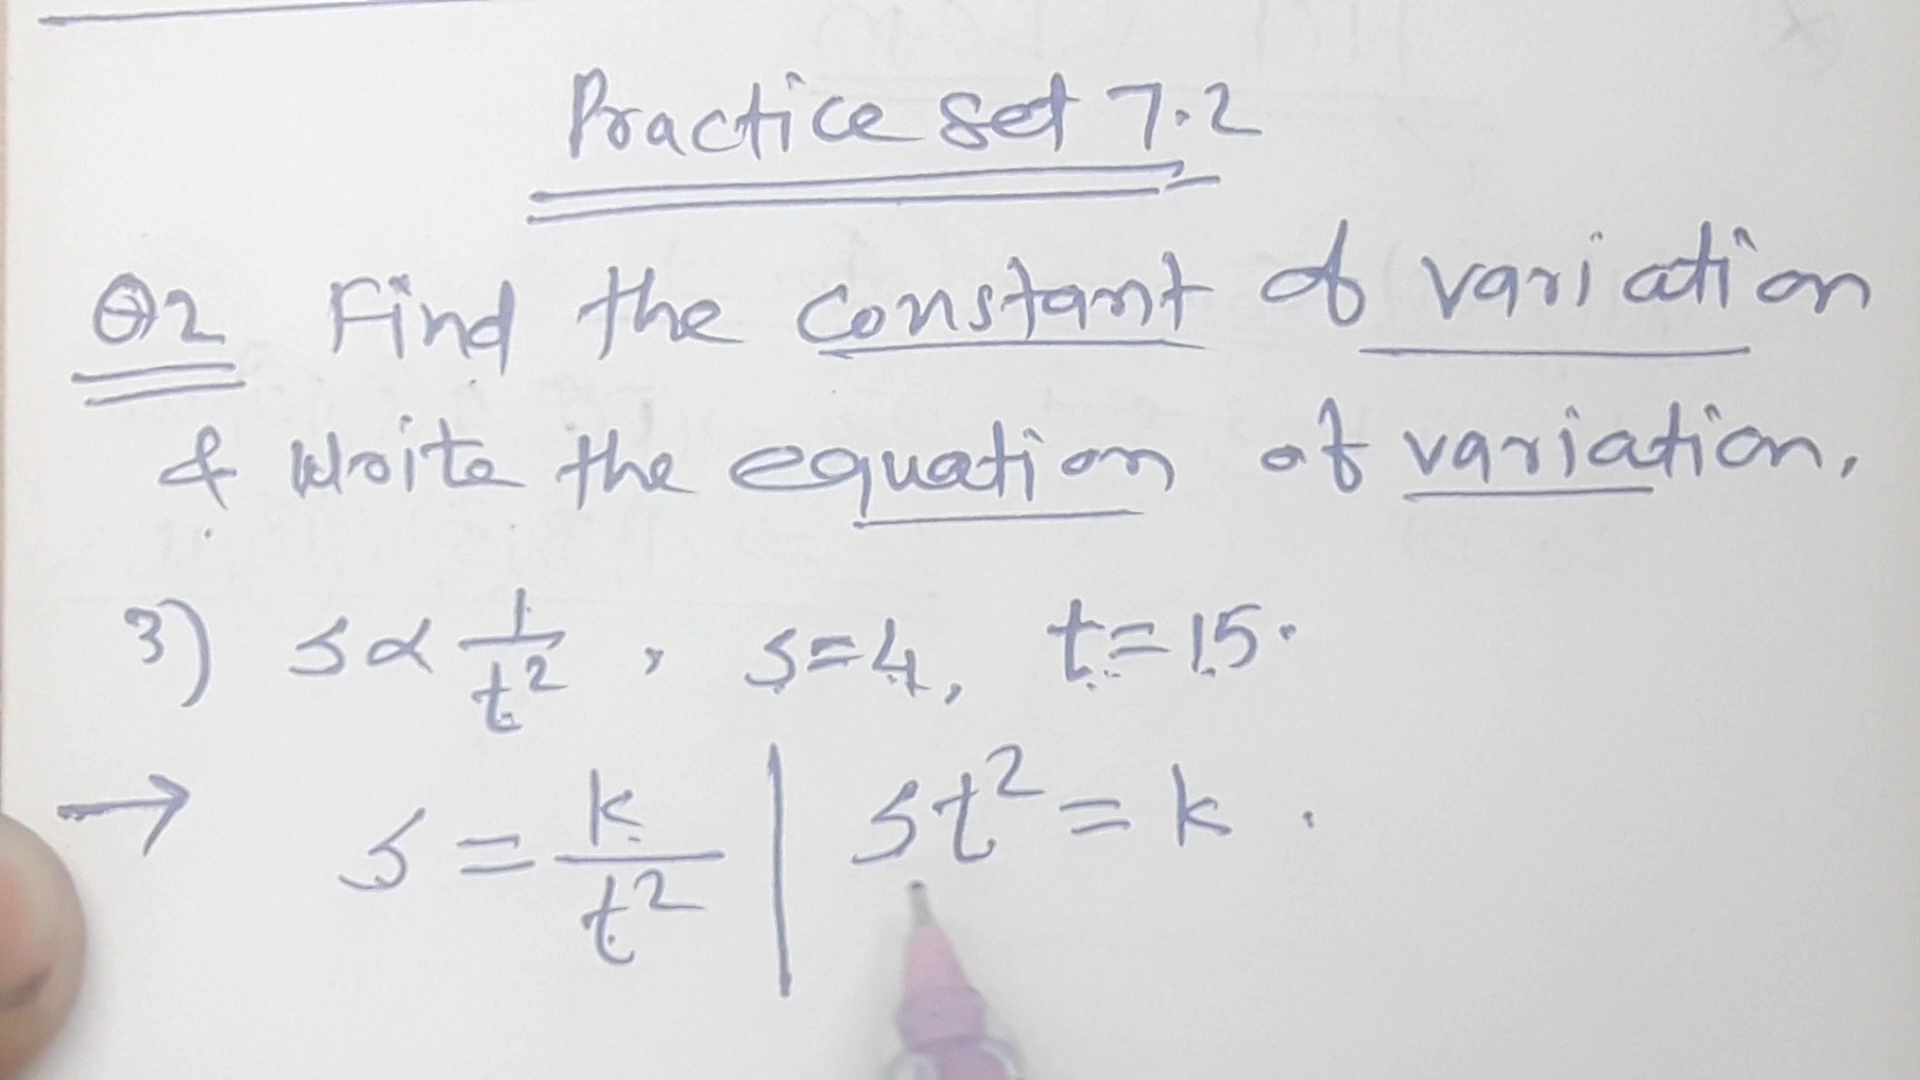 Practice set 7.2
Q2 Find the constant of variation
& Write the equation of variation.
3) s ∝ 1/t², s=4, t=15.
→ s = k/t² | st² = k.